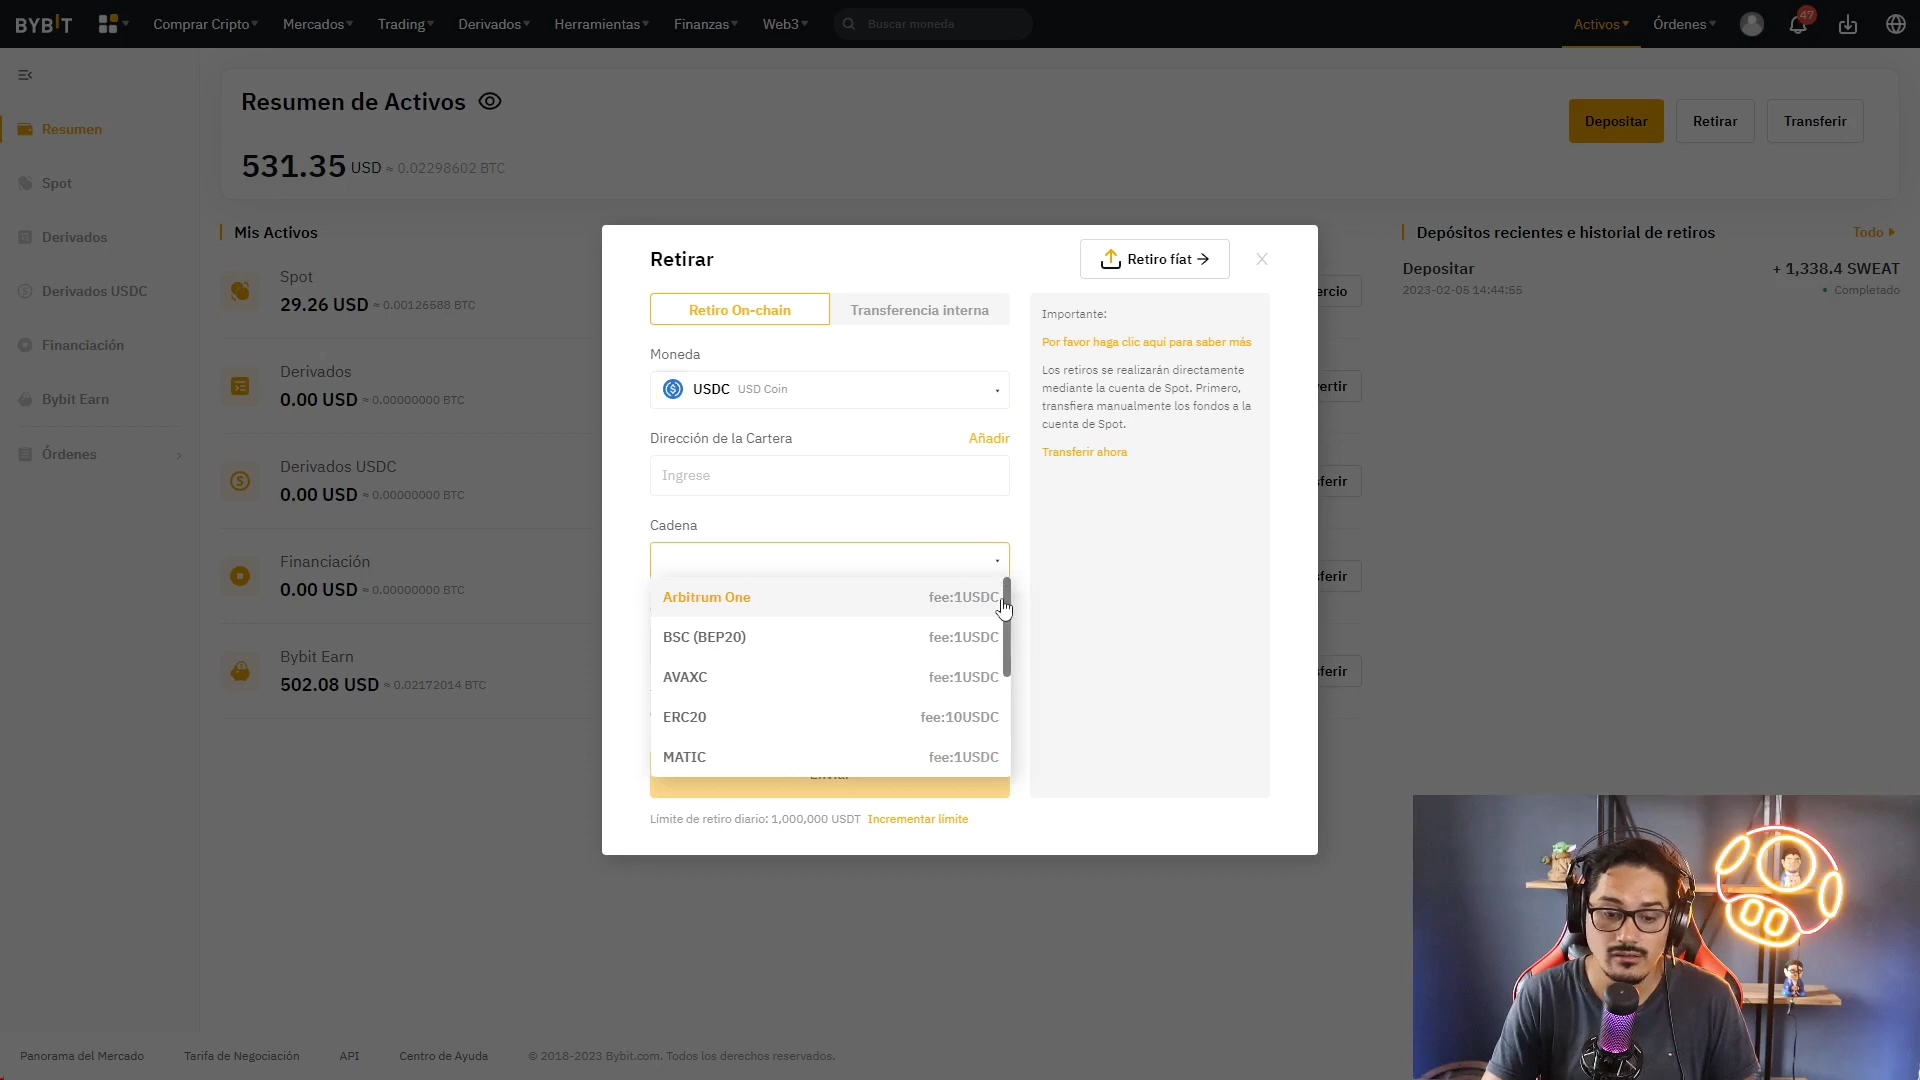 BYBIT
Comprar Cripto
Mercados
Trading
Derivados
Herramientas
Finanzas
Web3
Buscar moneda
Activos
Órdenes
47
Resumen
Spot
Derivados
Derivados USDC
Financiación
Bybit Earn
Órdenes
Resumen de Activos
531.35 USD ≈ 0.02298602 BTC
Depositar
Retirar
Transferir
Mis Activos
Spot
29.26 USD ≈ 0.00126588 BTC
Derivados
0.00 USD ≈ 0.00000000 BTC
Derivados USDC
0.00 USD ≈ 0.00000000 BTC
Financiación
0.00 USD ≈ 0.00000000 BTC
Bybit Earn
502.08 USD ≈ 0.02172014 BTC
Depósitos recientes e historial de retiros
Todo
Depositar
+ 1,338.4 SWEAT
2023-02-05 14:44:55
Completado
Retirar
Retiro fíat →
Retiro On-chain
Transferencia interna
Moneda
USDC USD Coin
Dirección de la Cartera
Añadir
Ingrese
Cadena
Arbitrum One fee:1USDC
BSC (BEP20) fee:1USDC
AVAXC fee:1USDC
ERC20 fee:10USDC
MATIC fee:1USDC
Límite de retiro diario: 1,000,000 USDT Incrementar límite
Importante:
Por favor haga clic aquí para saber más
Los retiros se realizarán directamente
mediante la cuenta de Spot. Primero,
transfiera manualmente los fondos a la
cuenta de Spot.
Transferir ahora
Panorama del Mercado
Tarifa de Negociación
API
Centro de Ayuda
© 2018-2023 Bybit.com. Todos los derechos reservados.